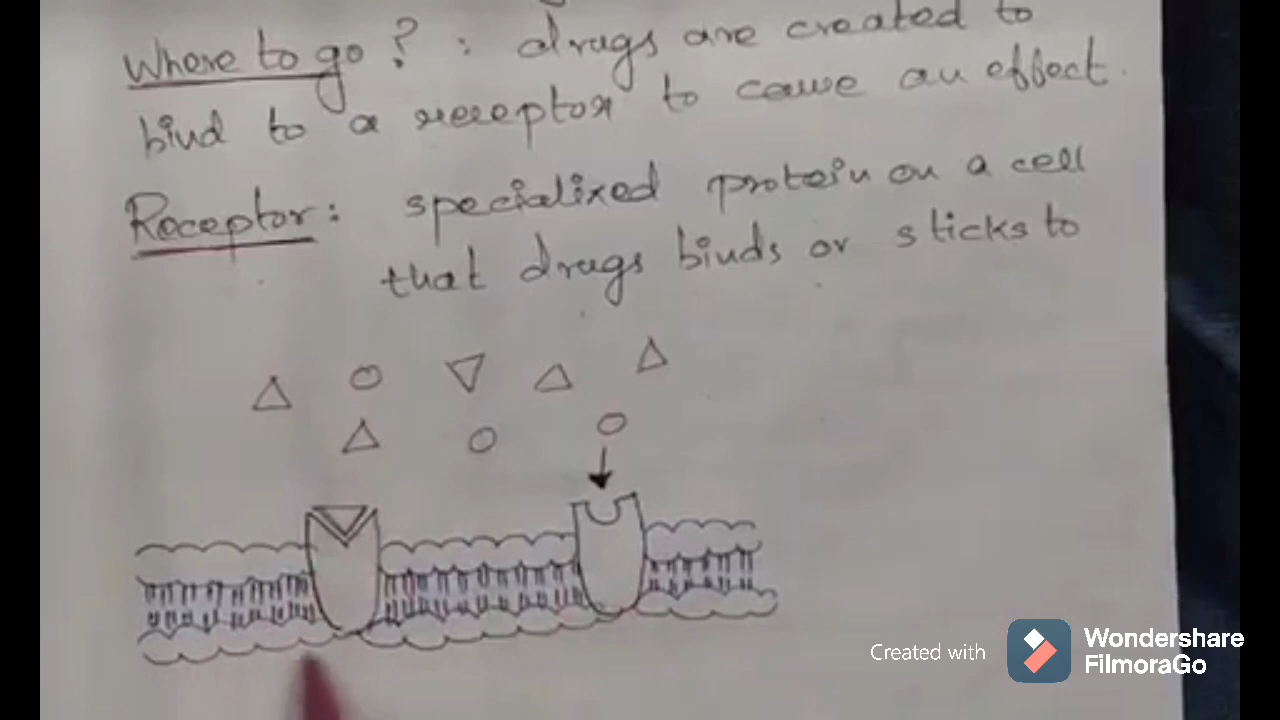 Where to go? : drugs are created to
bind to a receptor to cause an effect.
Receptor: specialized protein on a cell
that drugs binds or sticks to
Created with
Wondershare
FilmoraGo